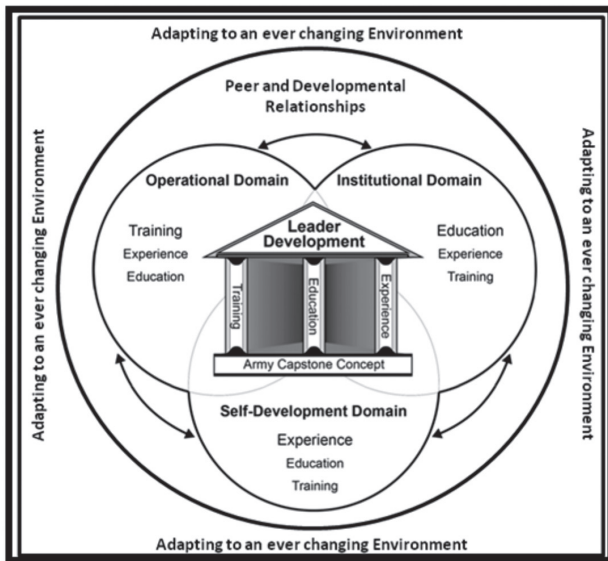 Adapting to an ever changing Environment
Peer and Developmental
Relationships
Adapting to an ever changing Environment
Adapting to an ever changing Environment
Operational Domain
Institutional Domain
Training
Experience
Education
Leader
Development
Education
Experience
Training
Training
Education
Experience
Army Capstone Concept
Self-Development Domain
Experience
Education
Training
Adapting to an ever changing Environment